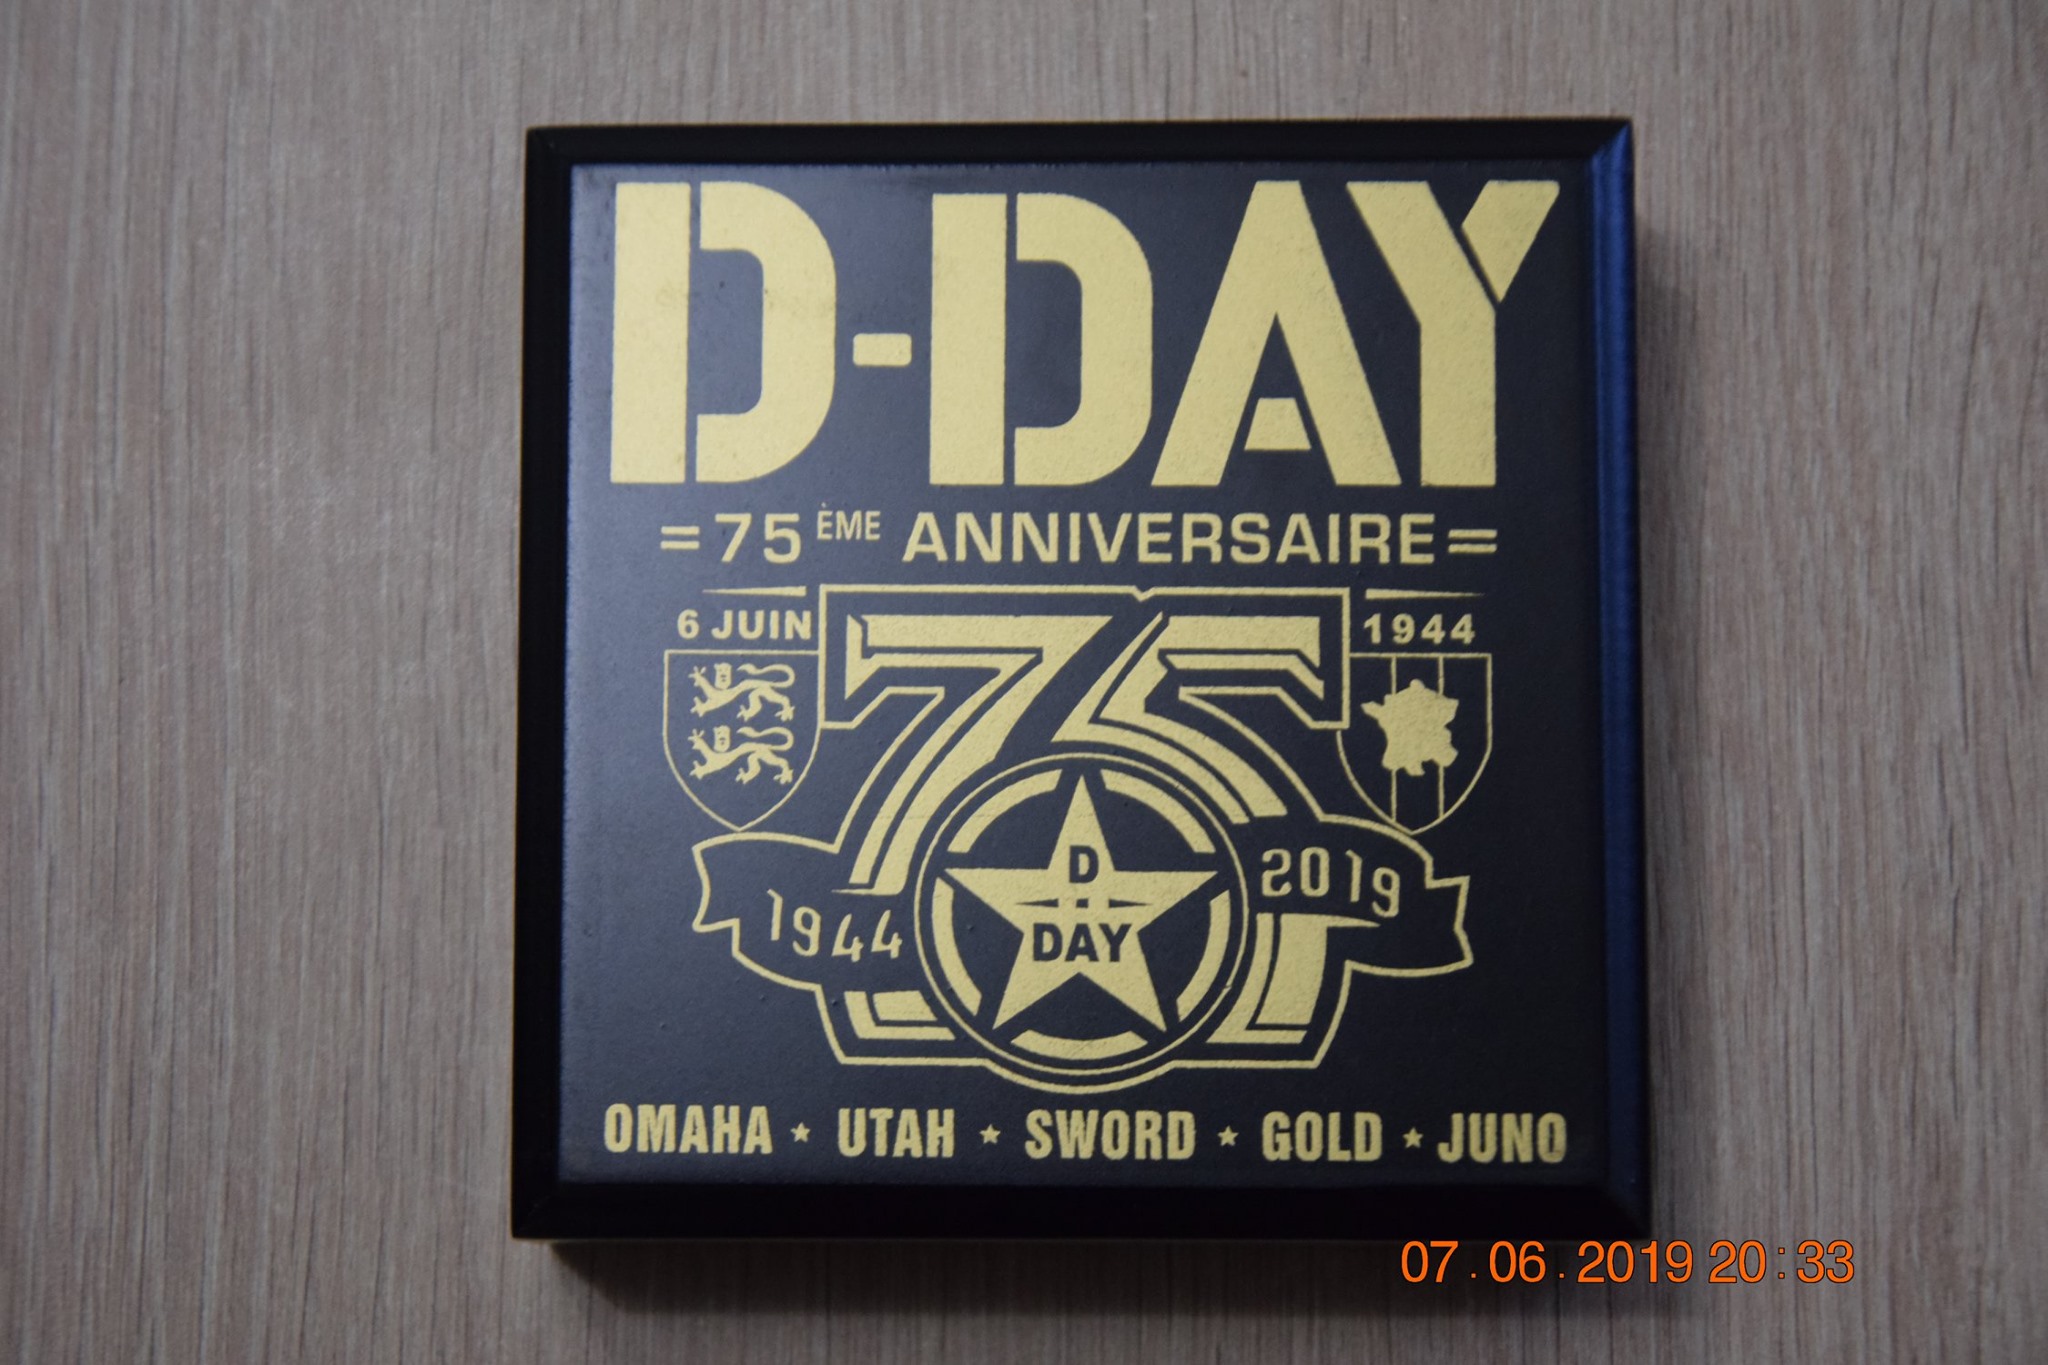 D-DAY
=75ÈME ANNIVERSAIRE=
6 JUIN 1944
75
1944 2019
D
DAY
OMAHA ★ UTAH ★ SWORD ★ GOLD ★ JUNO
07.06.2019 20:33